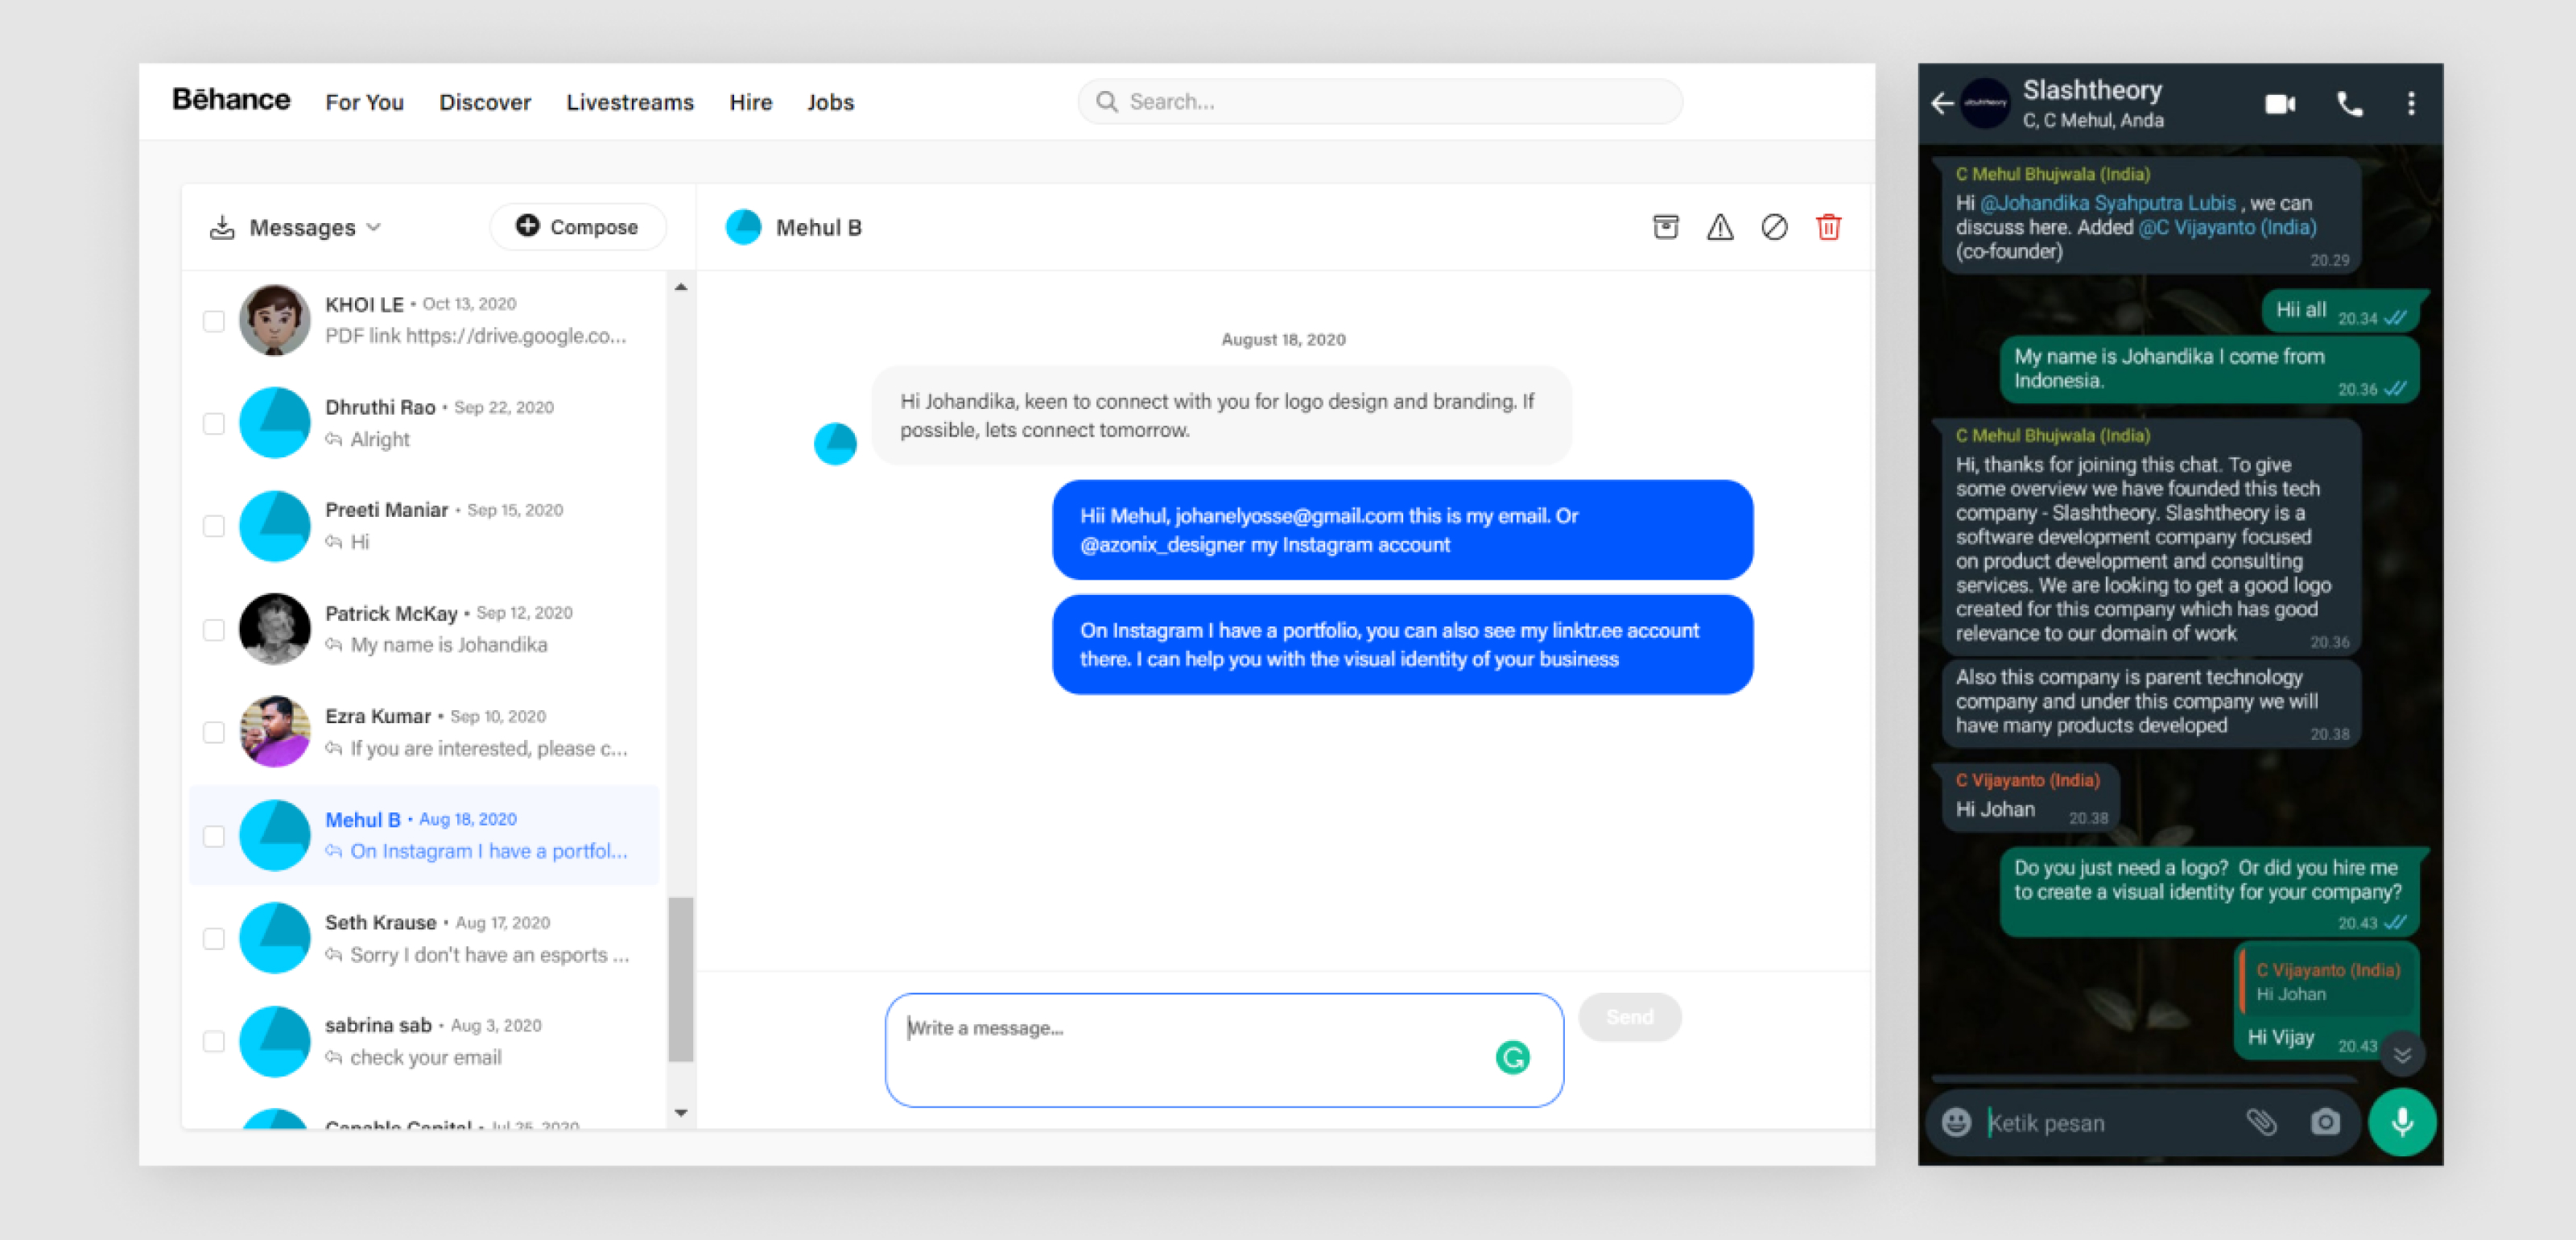 Bēhance
For You
Discover
Livestreams
Hire
Jobs
Search...
Messages
Compose
KHOI LE • Oct 13, 2020
PDF link https://drive.google.co...
Dhruthi Rao • Sep 22, 2020
Alright
Preeti Maniar • Sep 15, 2020
Hi
Patrick McKay • Sep 12, 2020
My name is Johandika
Ezra Kumar • Sep 10, 2020
If you are interested, please c...
Mehul B • Aug 18, 2020
On Instagram I have a portfol...
Seth Krause • Aug 17, 2020
Sorry I don't have an esports ...
sabrina sab • Aug 3, 2020
check your email
Capable Capital • Jul 25, 2020
Mehul B
August 18, 2020
Hi Johandika, keen to connect with you for logo design and branding. If
possible, lets connect tomorrow.
Hii Mehul, johanelyosse@gmail.com this is my email. Or
@azonix_designer my Instagram account
On Instagram I have a portfolio, you can also see my linktr.ee account
there. I can help you with the visual identity of your business
Write a message...
Send
Slashtheory
C, C Mehul, Anda
C Mehul Bhujwala (India)
Hi @Johandika Syahputra Lubis , we can
discuss here. Added @C Vijayanto (India)
(co-founder)
20.29
Hii all
20.34
My name is Johandika I come from
Indonesia.
20.36
C Mehul Bhujwala (India)
Hi, thanks for joining this chat. To give
some overview we have founded this tech
company - Slashtheory. Slashtheory is a
software development company focused
on product development and consulting
services. We are looking to get a good logo
created for this company which has good
relevance to our domain of work
20.36
Also this company is parent technology
company and under this company we will
have many products developed
20.38
C Vijayanto (India)
Hi Johan
20.38
Do you just need a logo? Or did you hire me
to create a visual identity for your company?
20.43
C Vijayanto (India)
Hi Johan
Hi Vijay
20.43
Ketik pesan